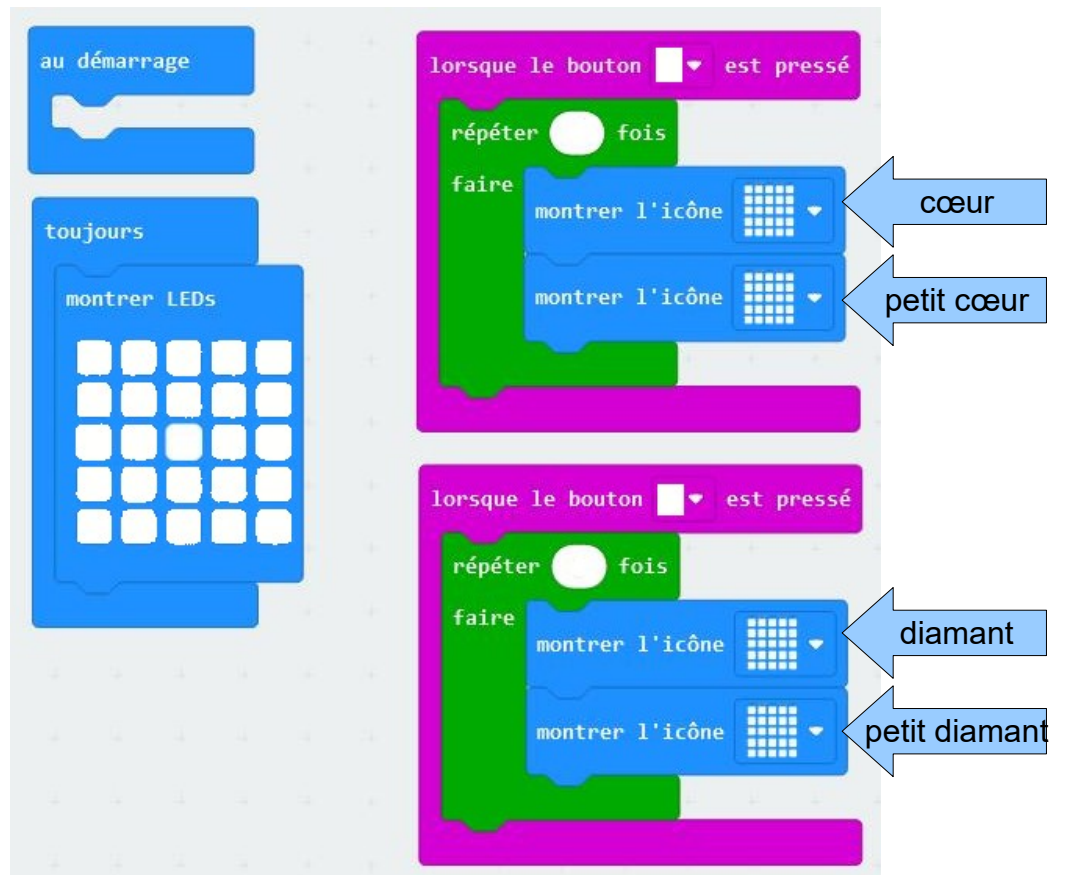 au démarrage
toujours
montrer LEDs
lorsque le bouton est pressé
répéter fois
faire
montrer l'icône
cœur
montrer l'icône
petit cœur
lorsque le bouton est pressé
répéter fois
faire
montrer l'icône
diamant
montrer l'icône
petit diamant